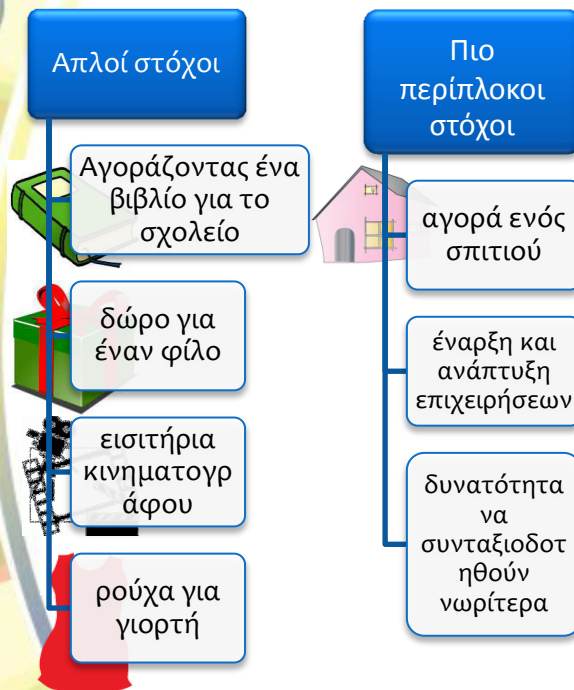 Απλοί στόχοι
Αγοράζοντας ένα
βιβλίο για το
σχολείο
δώρο για
έναν φίλο
εισιτήρια
κινηματογρ
άφου
ρούχα για
γιορτή
Πιο
περίπλοκοι
στόχοι
αγορά ενός
σπιτιού
έναρξη και
ανάπτυξη
επιχειρήσεων
δυνατότητα
να
συνταξιοδοτ
ηθούν
νωρίτερα